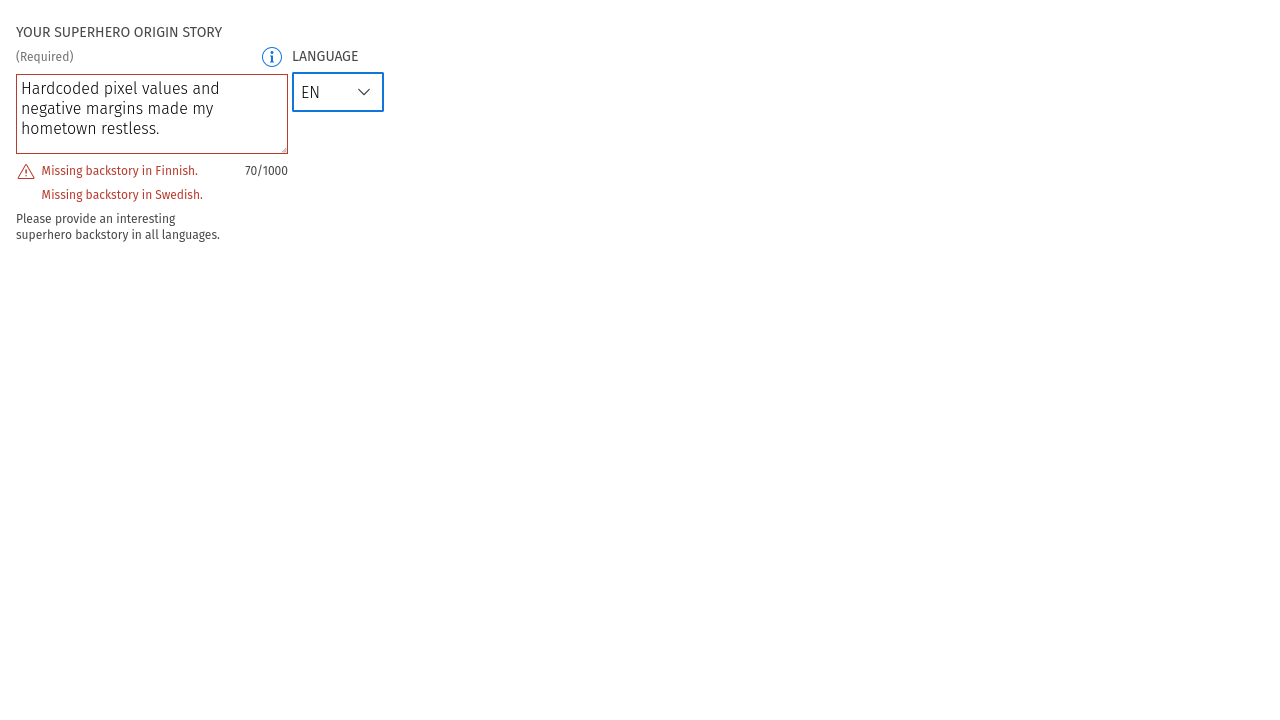 YOUR SUPERHERO ORIGIN STORY
(Required)
LANGUAGE
Hardcoded pixel values and
negative margins made my
hometown restless.
EN
Missing backstory in Finnish.
70/1000
Missing backstory in Swedish.
Please provide an interesting
superhero backstory in all languages.